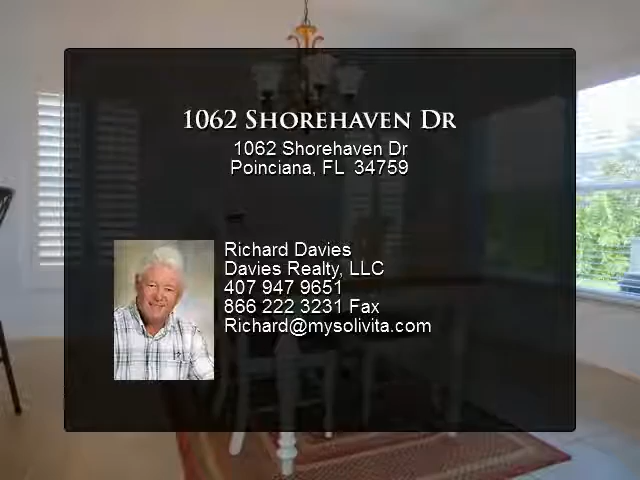 1062 Shorehaven Dr
1062 Shorehaven Dr
Poinciana, FL 34759
Richard Davies
Davies Realty, LLC
407 947 9651
866 222 3231 Fax
Richard@mysolivita.com